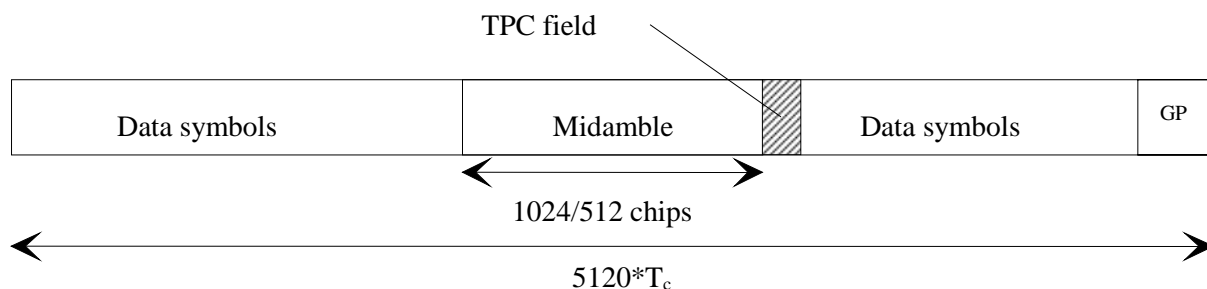 TPC field
Data symbols
Midamble
Data symbols
GP
1024/512 chips
5120*Tc